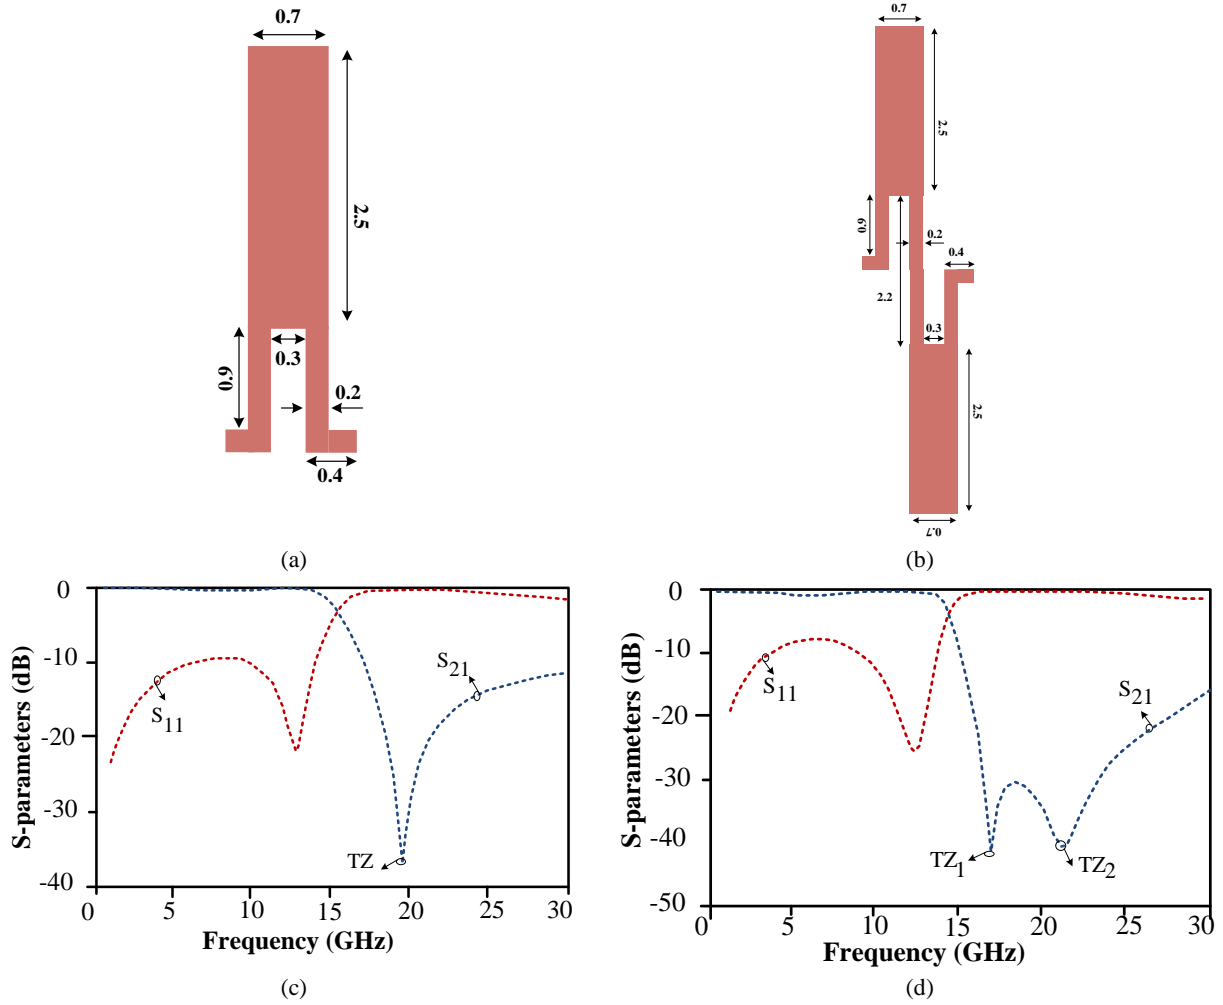 0.7
2.5
0.9
0.3
0.2
0.4
(a)
0.7
2.5
0.9
0.2
0.4
2.2
0.3
2.5
0.7
(b)
0
-10
-20
-30
-40
S-parameters (dB)
S11
S21
TZ
0 5 10 15 20 25 30
Frequency (GHz)
(c)
0
-10
-20
-30
-40
-50
S-parameters (dB)
S11
S21
TZ1
TZ2
0 5 10 15 20 25 30
Frequency (GHz)
(d)